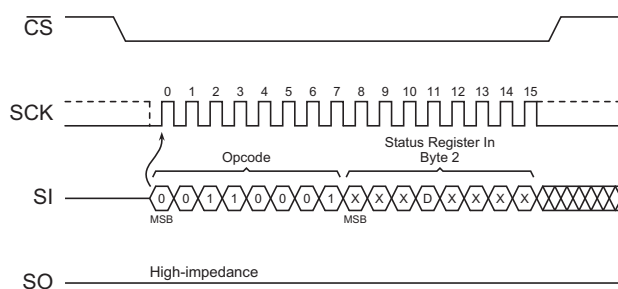 CS
0 1 2 3 4 5 6 7 8 9 10 11 12 13 14 15
SCK
Status Register In
Opcode Byte 2
SI 0 0 1 1 0 0 0 1 X X X D X X X X
MSB MSB
High-impedance
SO